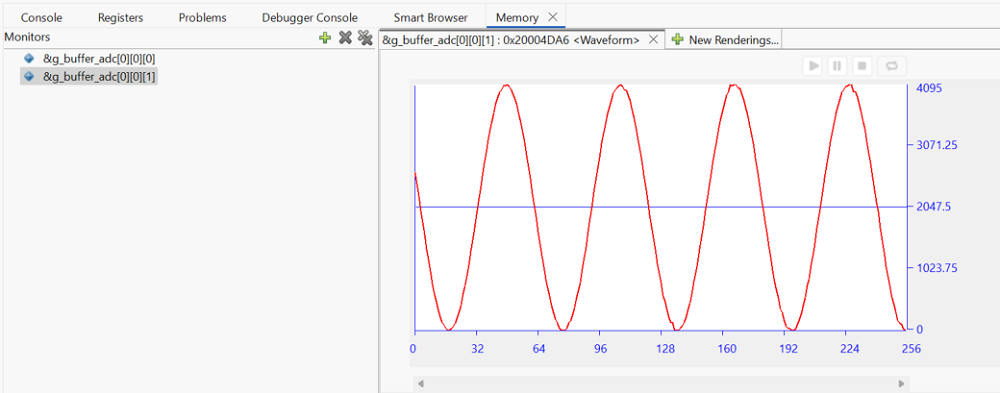 Console Registers Problems Debugger Console Smart Browser Memory
Monitors
&g_buffer_adc[0][0][0]
&g_buffer_adc[0][0][1]
&g_buffer_adc[0][0][1] : 0x20004DA6 <Waveform> New Renderings...
4095
3071.25
2047.5
1023.75
0
0 32 64 96 128 160 192 224 256